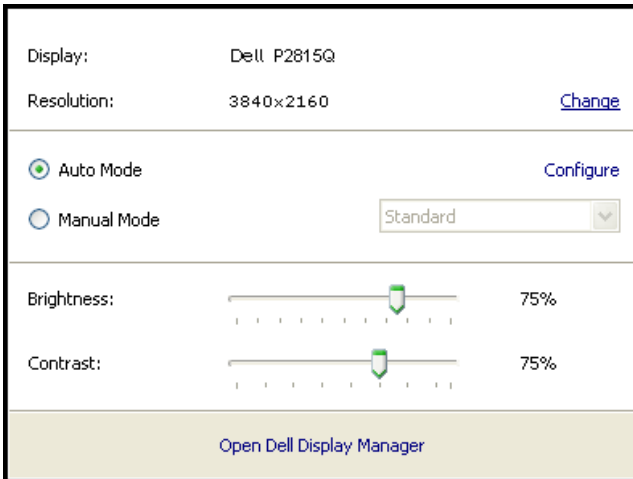 Display: Dell P2815Q
Resolution: 3840x2160 Change
Auto Mode Configure
Manual Mode Standard
Brightness: 75%
Contrast: 75%
Open Dell Display Manager